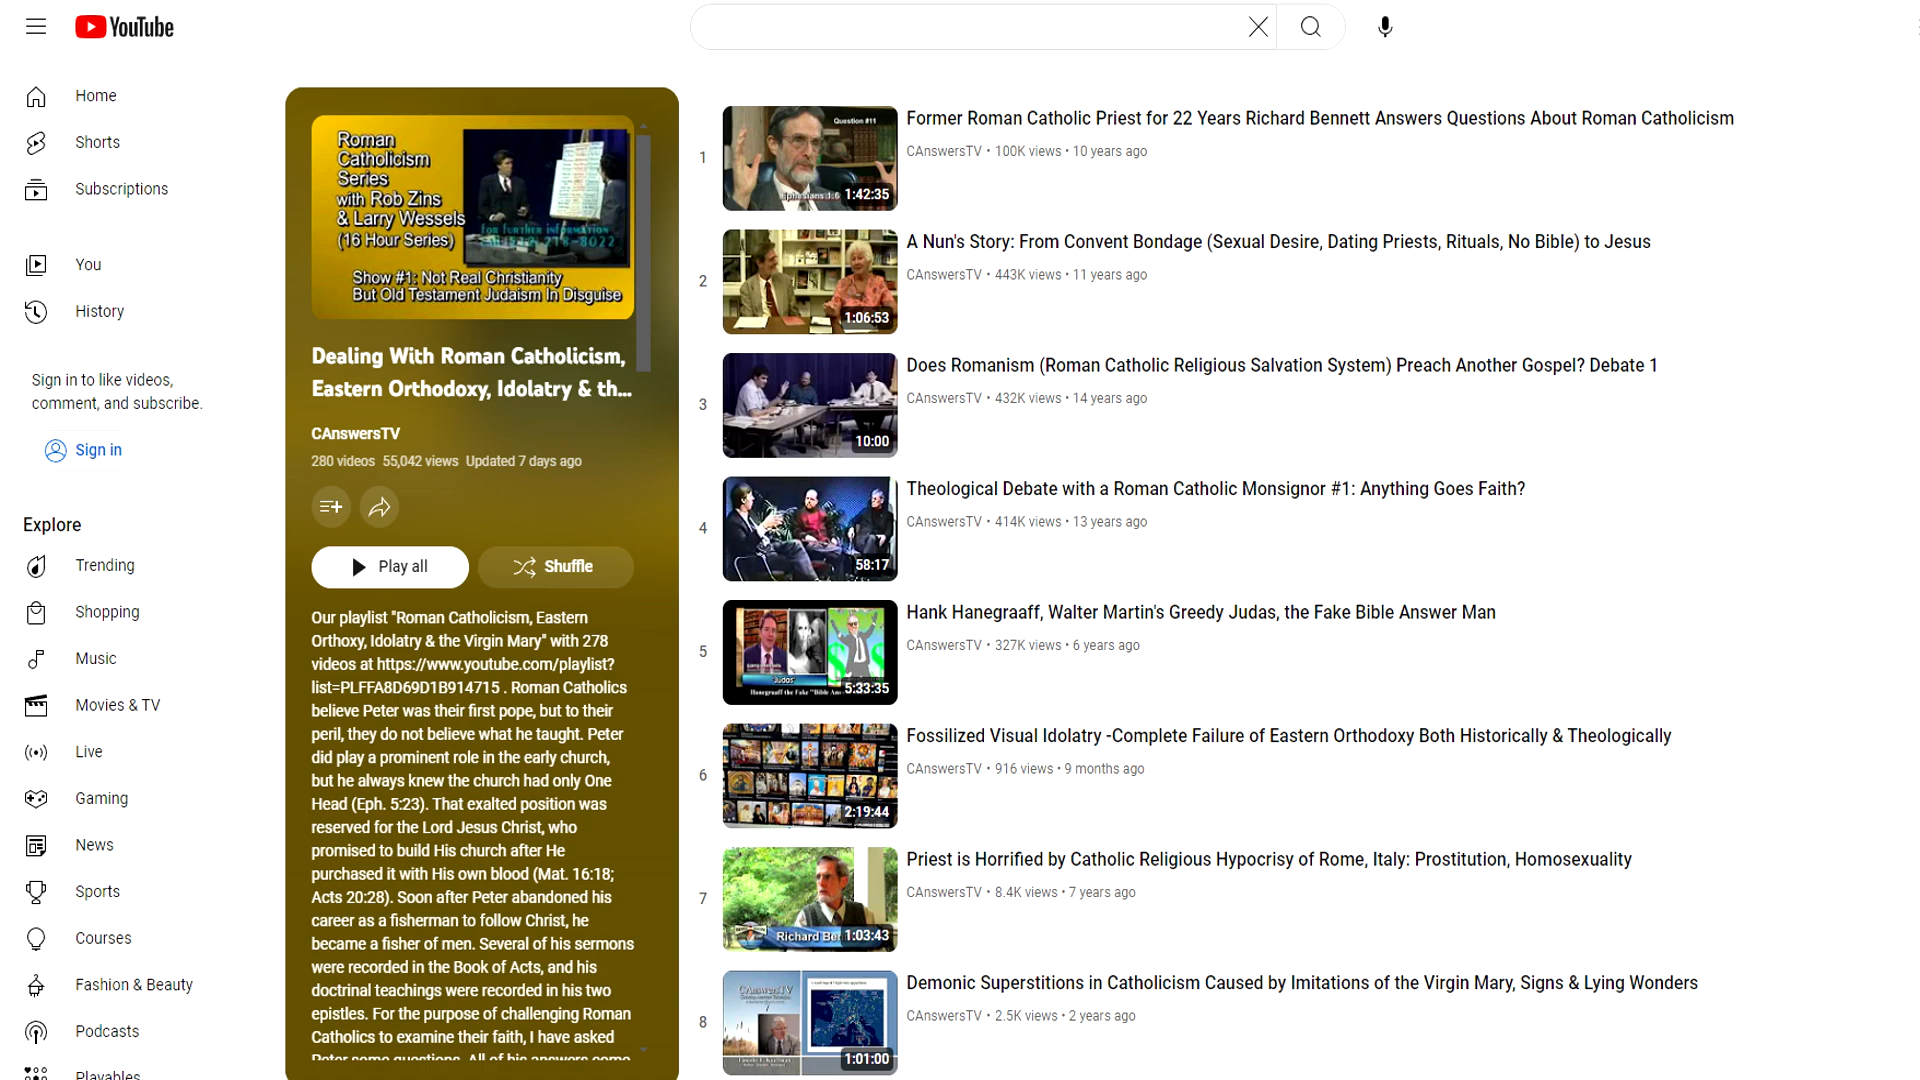 YouTube
Home
Shorts
Subscriptions
You
History
Sign in to like videos,
comment, and subscribe.
Sign in
Explore
Trending
Shopping
Music
Movies & TV
Live
Gaming
News
Sports
Courses
Fashion & Beauty
Podcasts
Playables
Roman
Catholicism
Series
with Rob Zins
& Larry Wessels
(16 Hour Series)
Show #1: Not Real Christianity
But Old Testament Judaism In Disguise
Dealing With Roman Catholicism,
Eastern Orthodoxy, Idolatry & th...
CAnswersTV
280 videos 55,042 views Updated 7 days ago
Play all
Shuffle
Our playlist "Roman Catholicism, Eastern
Orthoxy, Idolatry & the Virgin Mary" with 278
videos at https://www.youtube.com/playlist?
list=PLFFA8D69D1B914715 . Roman Catholics
believe Peter was their first pope, but to their
peril, they do not believe what he taught. Peter
did play a prominent role in the early church,
but he always knew the church had only One
Head (Eph. 5:23). That exalted position was
reserved for the Lord Jesus Christ, who
promised to build His church after He
purchased it with His own blood (Mat. 16:18;
Acts 20:28). Soon after Peter abandoned his
career as a fisherman to follow Christ, he
became a fisher of men. Several of his sermons
were recorded in the Book of Acts, and his
doctrinal teachings were recorded in his two
epistles. For the purpose of challenging Roman
Catholics to examine their faith, I have asked
Peter some questions. All of his answers come
1
Question #11
Ephesians 1:6
1:42:35
Former Roman Catholic Priest for 22 Years Richard Bennett Answers Questions About Roman Catholicism
CAnswersTV • 100K views • 10 years ago
2
1:06:53
A Nun's Story: From Convent Bondage (Sexual Desire, Dating Priests, Rituals, No Bible) to Jesus
CAnswersTV • 443K views • 11 years ago
3
10:00
Does Romanism (Roman Catholic Religious Salvation System) Preach Another Gospel? Debate 1
CAnswersTV • 432K views • 14 years ago
4
58:17
Theological Debate with a Roman Catholic Monsignor #1: Anything Goes Faith?
CAnswersTV • 414K views • 13 years ago
5
"Judas"
Hanegraaff the Fake "Bible
5:33:35
Hank Hanegraaff, Walter Martin's Greedy Judas, the Fake Bible Answer Man
CAnswersTV • 327K views • 6 years ago
6
2:19:44
Fossilized Visual Idolatry -Complete Failure of Eastern Orthodoxy Both Historically & Theologically
CAnswersTV • 916 views • 9 months ago
7
Richard Be
1:03:43
Priest is Horrified by Catholic Religious Hypocrisy of Rome, Italy: Prostitution, Homosexuality
CAnswersTV • 8.4K views • 7 years ago
8
CAnswersTV
1:01:00
Demonic Superstitions in Catholicism Caused by Imitations of the Virgin Mary, Signs & Lying Wonders
CAnswersTV • 2.5K views • 2 years ago